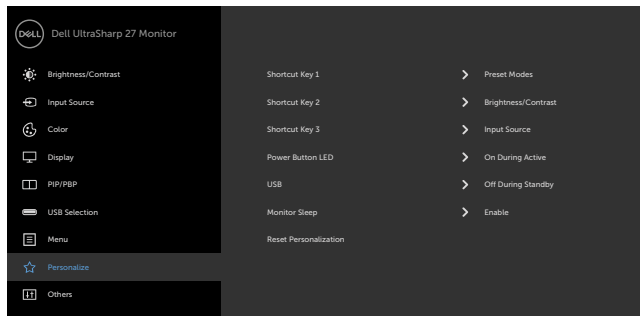 DELL Dell UltraSharp 27 Monitor
Brightness/Contrast Shortcut Key 1 Preset Modes
Input Source Shortcut Key 2 Brightness/Contrast
Color Shortcut Key 3 Input Source
Display Power Button LED On During Active
PIP/PBP USB Off During Standby
USB Selection Monitor Sleep Enable
Menu Reset Personalization
Personalize
Others